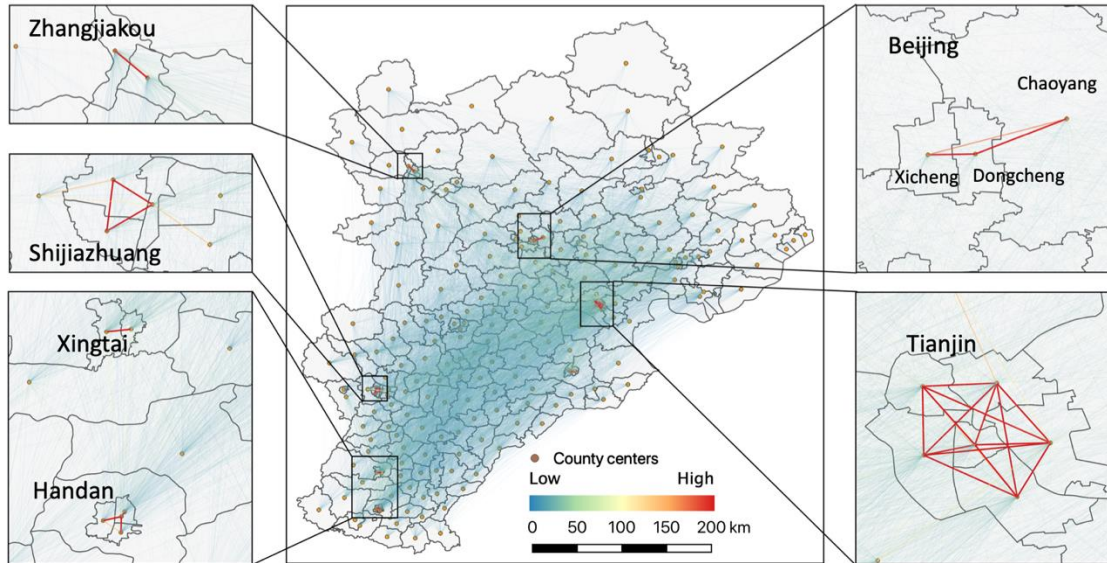 Zhangjiakou
Shijiazhuang
Xingtai
Handan
Beijing
Chaoyang
Xicheng
Dongcheng
Tianjin
County centers
Low High
0 50 100 150 200 km